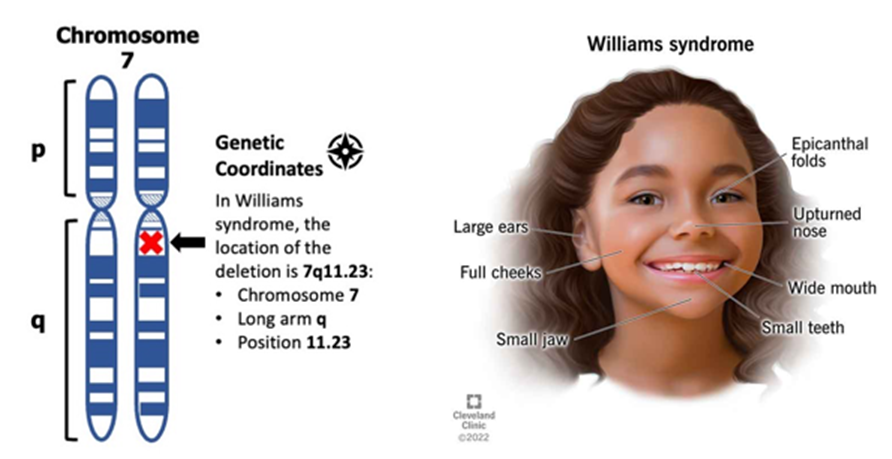 Chromosome
7
p
q
Genetic
Coordinates
In Williams
syndrome, the
location of the
deletion is 7q11.23:
• Chromosome 7
• Long arm q
• Position 11.23
Williams syndrome
Epicanthal
folds
Upturned
nose
Large ears
Full cheeks
Wide mouth
Small teeth
Small jaw
Cleveland
Clinic
©2022